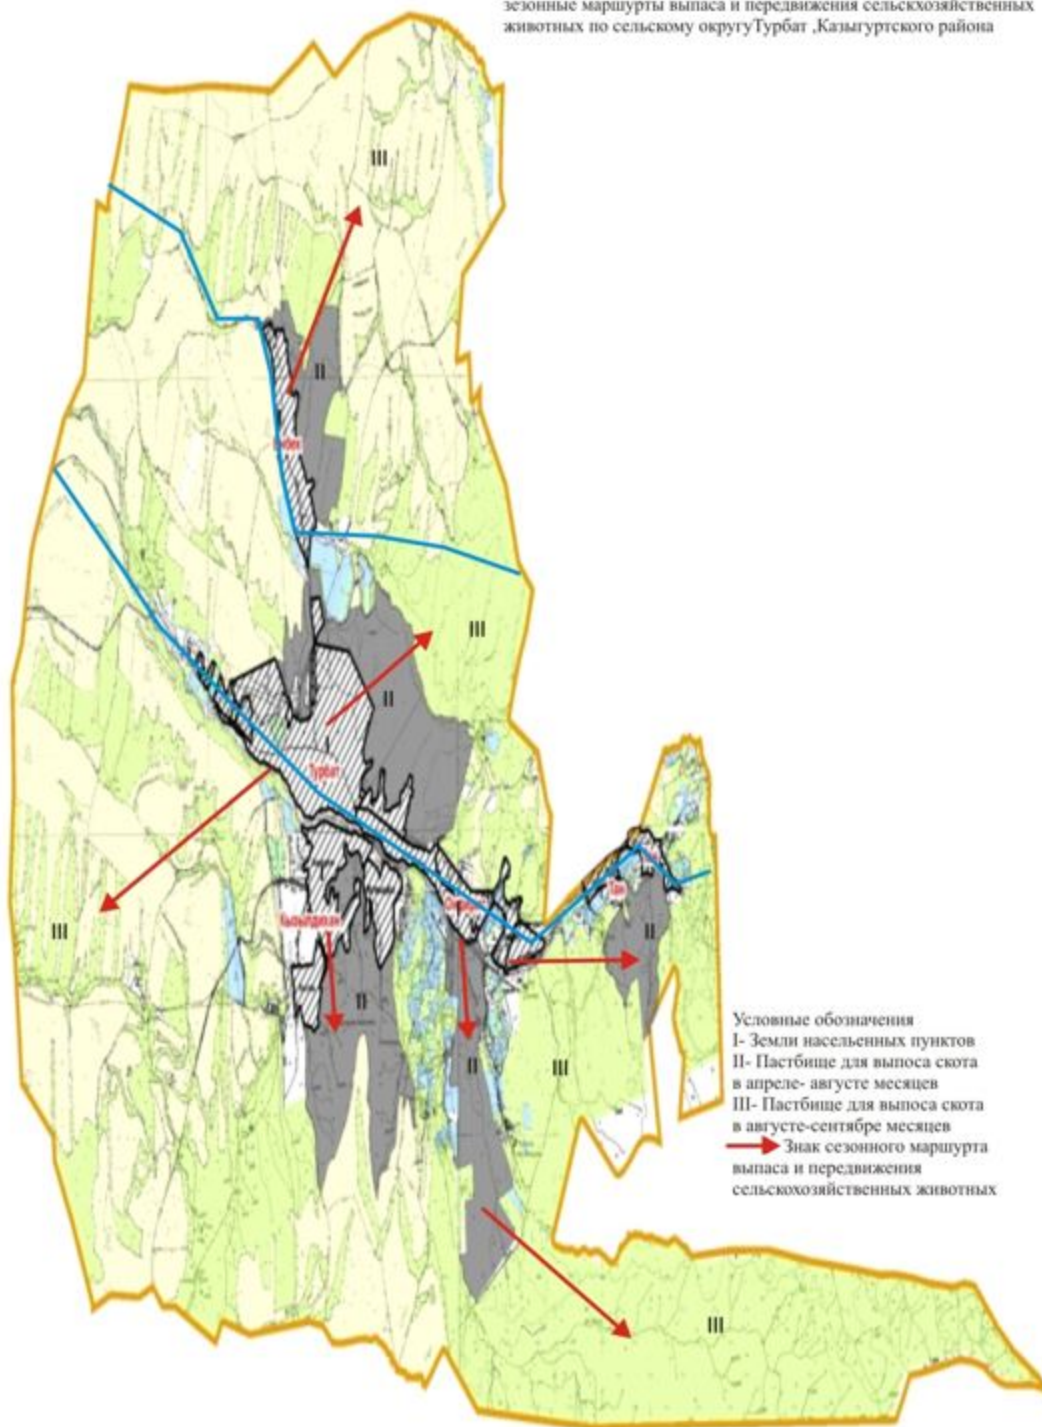 зезонные маршурты выпаса и передвижения сельскхозяйственных
животных по сельскому округуТурбат ,Казыгуртского района
III
II
III
II
I
Турбат
III
Кызылдихан
II
Тан
II
II
III
Условные обозначения
I- Земли насельенных пунктов
II- Пастбище для выпоса скота
в апреле- августе месяцев
III- Пастбище для выпоса скота
в августе-сентябре месяцев
Знак сезонного маршурта
выпаса и передвижения
сельскохозяйственных животных
III